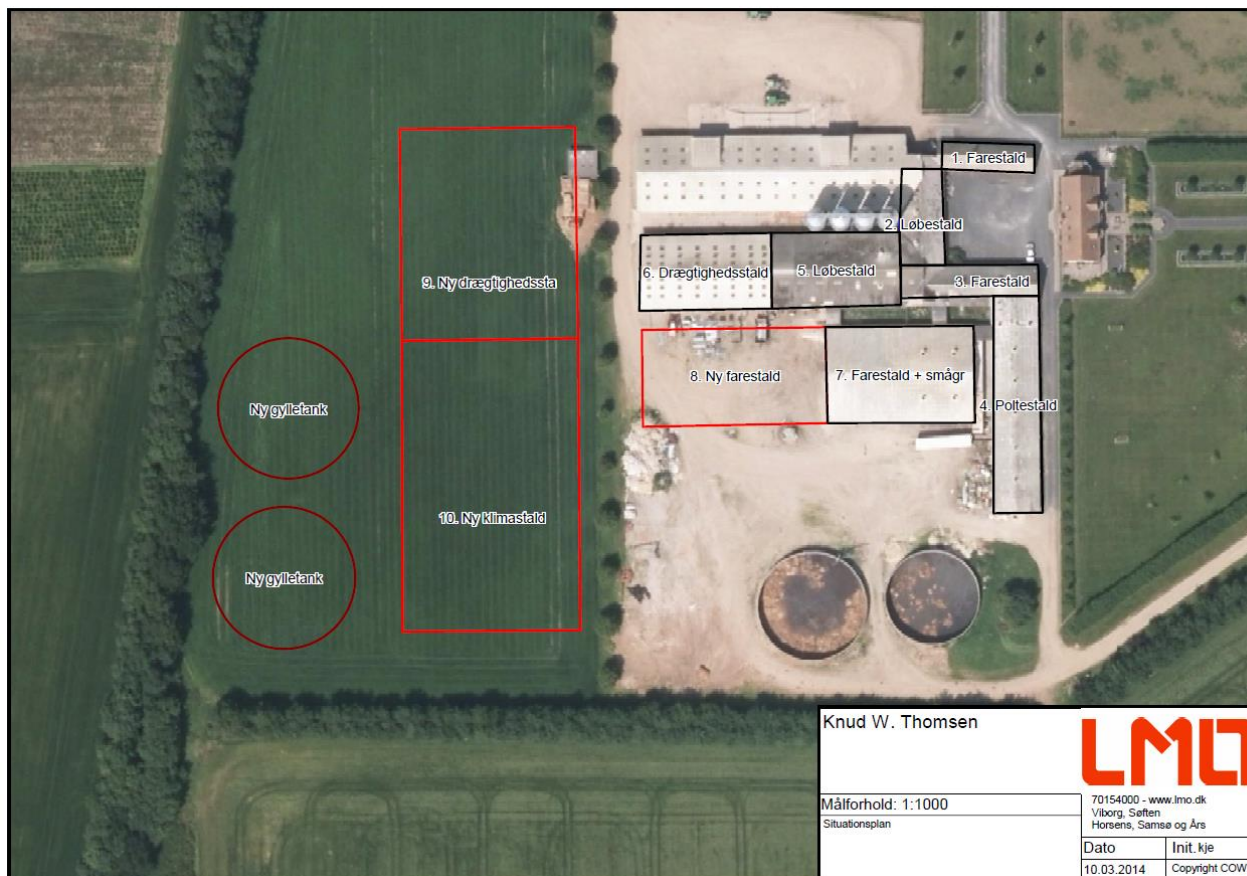 1. Farestald
2. Løbestald
6. Drægtighedsstald
5. Løbestald
3. Farestald
9. Ny drægtighedssta
8. Ny farestald
7. Farestald + smågr
4. Poltestald
Ny gylletank
10. Ny klimastald
Ny gylletank
Knud W. Thomsen
LMO
Målforhold: 1:1000
Situationsplan
70154000 - www.lmo.dk
Viborg, Søften
Horsens, Samsø og Års
Dato
Init. kje
10.03.2014
Copyright COW